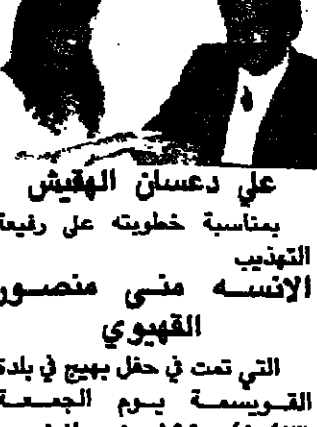 علي دعسان الهقيش
بمناسبة خطوبته على رفيعة
التهذيب
الانسه منى منصور
القهيوي
التي تمت في حفل بهيج في بلدة
القويسمة يوم الجمعة